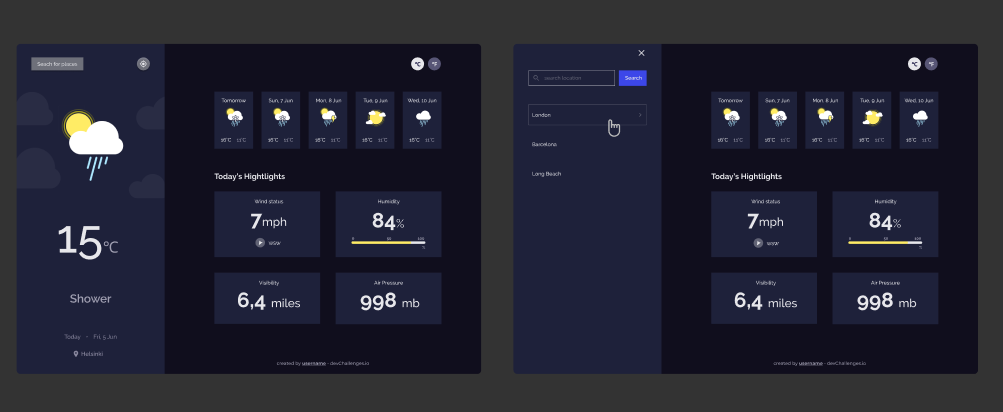 Seach for places
°C °F
Tomorrow Sun, 7 Jun Mon, 8 Jun Tue, 9 Jun Wed, 10 Jun
16°C 11°C 16°C 11°C 16°C 11°C 16°C 11°C 16°C 11°C
Today's Hightlights
Wind status
7 mph
WSW
Humidity
84%
0 50 100
%
15°C
Shower
Visibility
6,4 miles
Air Pressure
998 mb
Today • Fri, 5 Jun
Helsinki
created by username - devChallenges.io
search location
Search
London
Barcelona
Long Beach
°C °F
Tomorrow Sun, 7 Jun Mon, 8 Jun Tue, 9 Jun Wed, 10 Jun
16°C 11°C 16°C 11°C 16°C 11°C 16°C 11°C 16°C 11°C
Today's Hightlights
Wind status
7 mph
WSW
Humidity
84%
0 50 100
%
Visibility
6,4 miles
Air Pressure
998 mb
created by username - devChallenges.io